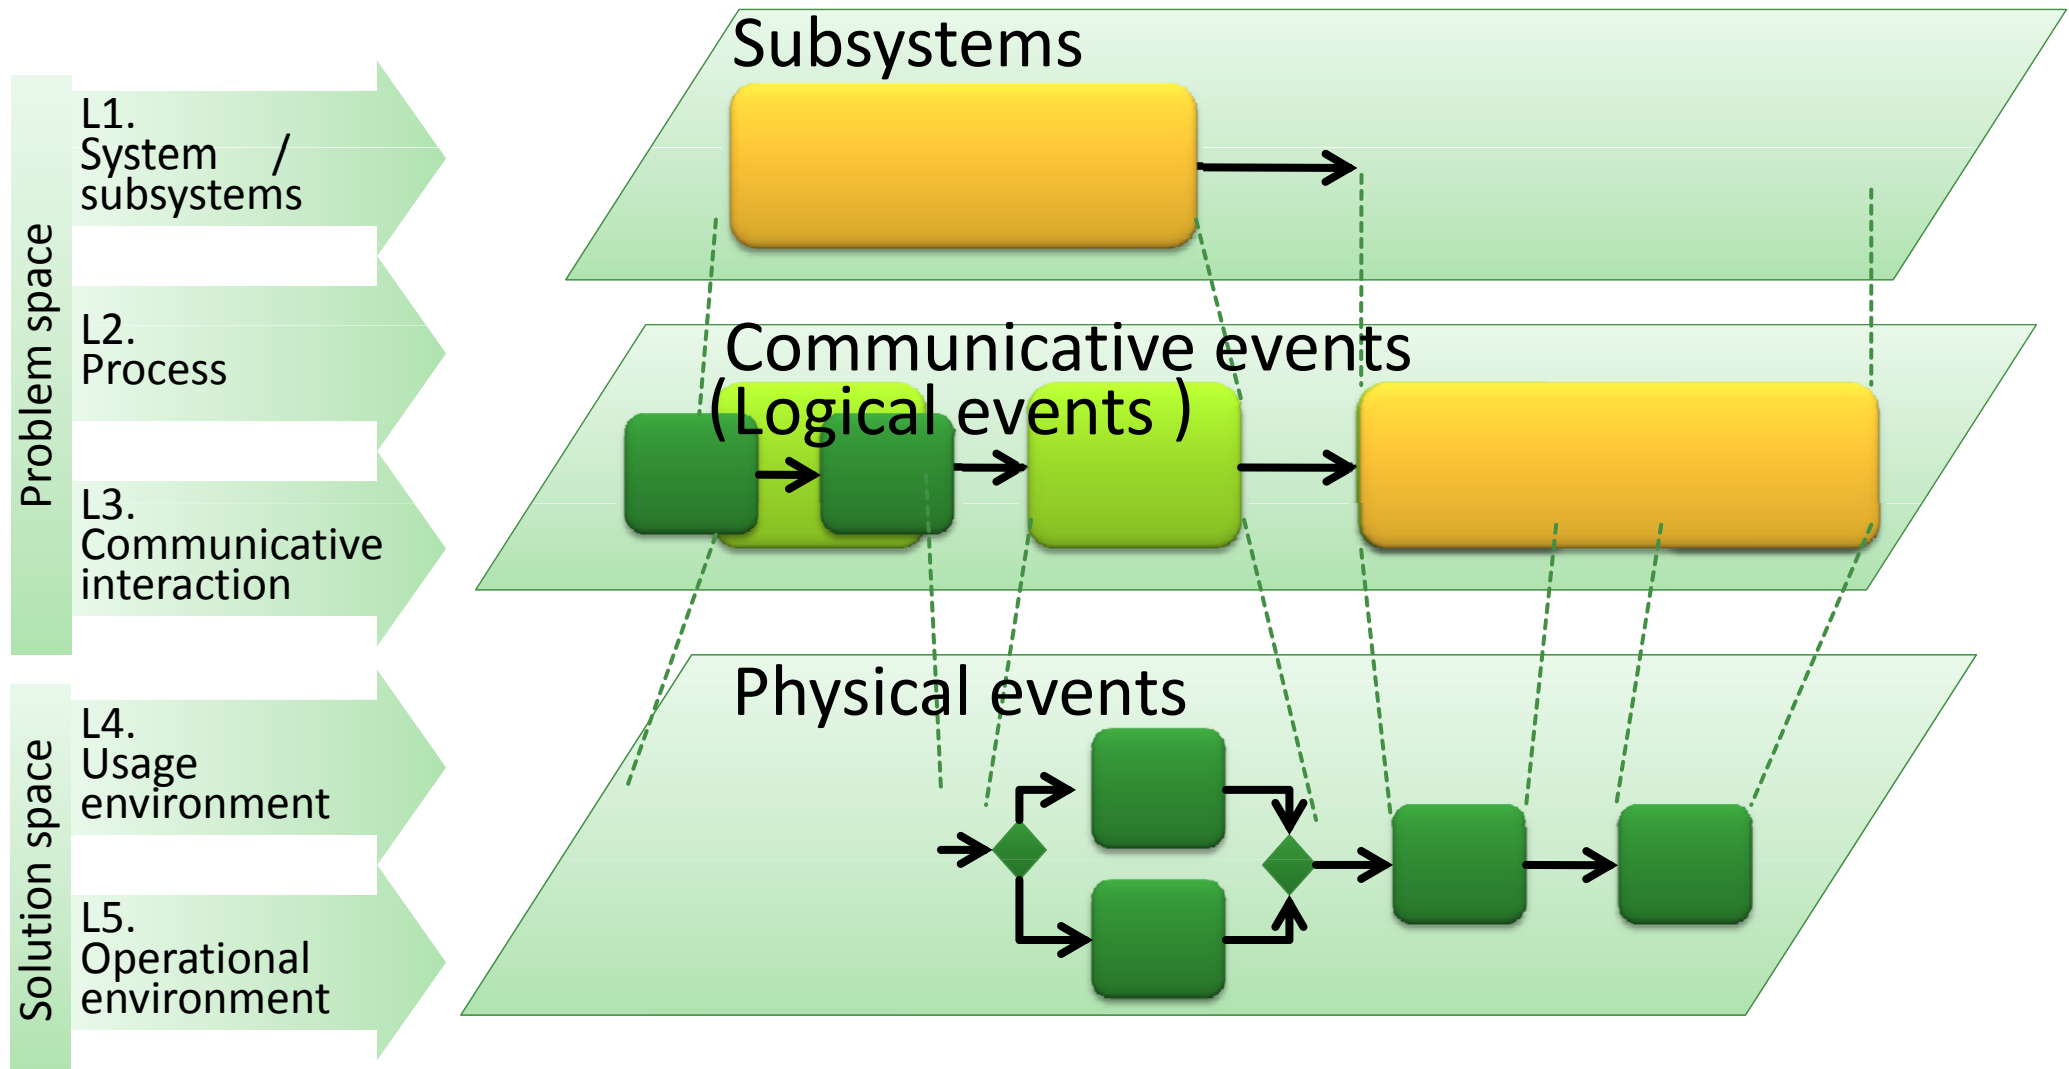 Problem space
L1.
System /
subsystems
L2.
Process
L3.
Communicative
interaction
Solution space
L4.
Usage
environment
L5.
Operational
environment
Subsystems
Communicative events
(Logical events )
Physical events